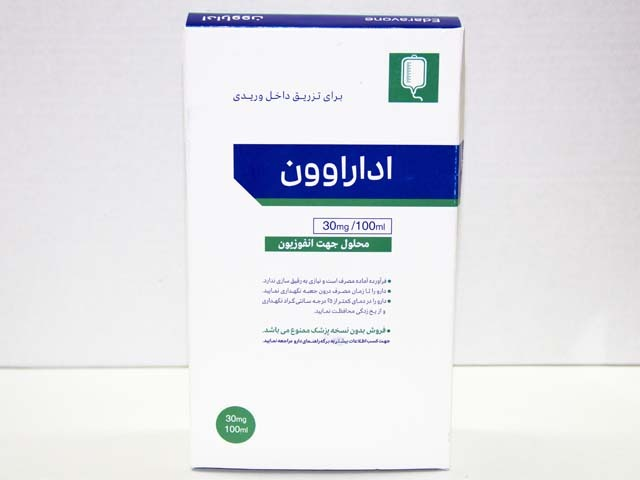 اداراوون Edaravone
برای تزریق داخل وریدی
اداراوون
30mg/100ml
محلول جهت انفوزیون
• فرآورده آماده مصرف است و نیازی به رقیق سازی ندارد.
• دارو را تا زمان مصرف درون جعبه نگهداری نمایید.
• دارو را در دمای کمتر از ۲۵ درجه سانتی گراد نگهداری
و از یخ زدگی محافظت نمایید.
• فروش بدون نسخه پزشک ممنوع می باشد.
جهت کسب اطلاعات بیشتر به برگه راهنمای دارو مراجعه نمایید.
30mg
100ml